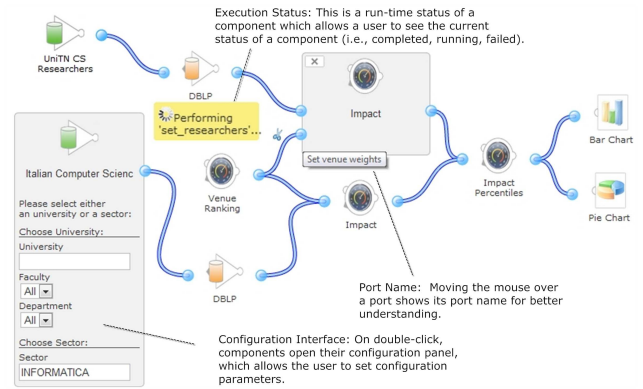 Execution Status: This is a run-time status of a
component which allows a user to see the current
status of a component (i.e., completed, running, failed).
UniTN CS
Researchers
DBLP
Performing
'set_researchers'...
Impact
Set venue weights
Bar Chart
Italian Computer Scienc
Please select either
an university or a sector:
Choose University:
University
Faculty
All
Department
All
Choose Sector:
Sector
INFORMATICA
Venue
Ranking
Impact
Impact
Percentiles
Pie Chart
DBLP
Port Name: Moving the mouse over
a port shows its port name for better
understanding.
Configuration Interface: On double-click,
components open their configuration panel,
which allows the user to set configuration
parameters.